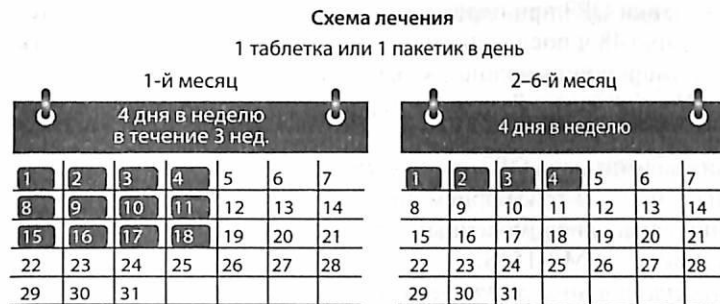 Схема лечения
1 таблетка или 1 пакетик в день
1-й месяц
4 дня в неделю
в течение 3 нед.
1 2 3 4 5 6 7
8 9 10 11 12 13 14
15 16 17 18 19 20 21
22 23 24 25 26 27 28
29 30 31
2–6-й месяц
4 дня в неделю
1 2 3 4 5 6 7
8 9 10 11 12 13 14
15 16 17 18 19 20 21
22 23 24 25 26 27 28
29 30 31